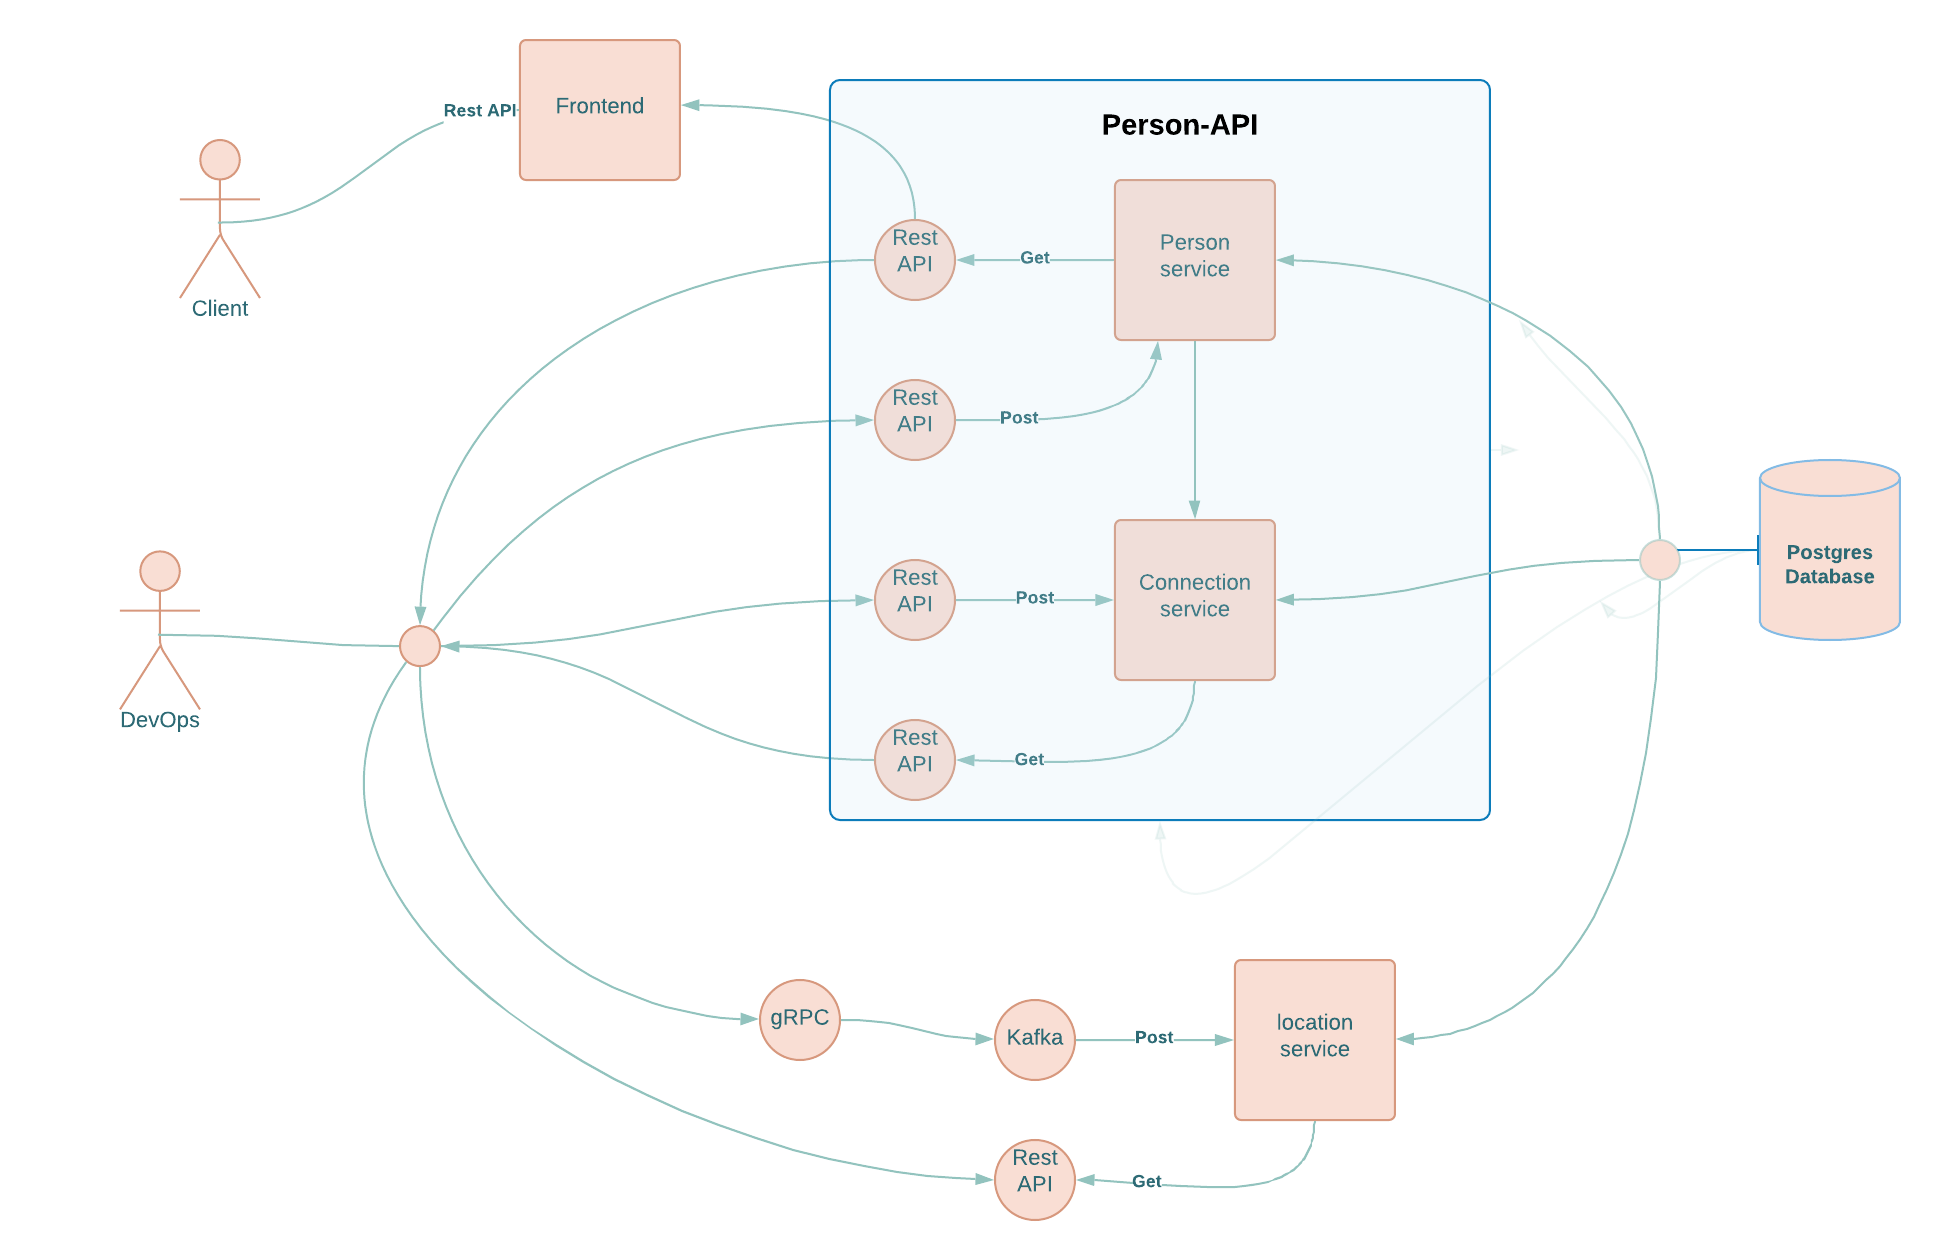 Frontend
Rest API
Person-API
Client
Rest
API
Get
Person
service
Rest
API
Post
Rest
API
Post
Connection
service
Postgres
Database
DevOps
Rest
API
Get
gRPC
Kafka
Post
location
service
Rest
API
Get